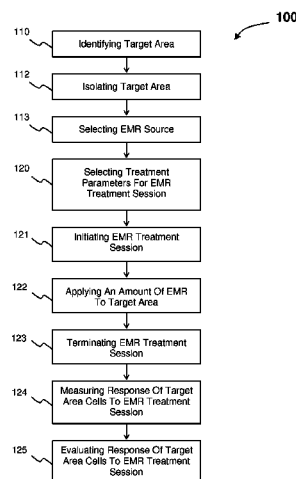 100
110
Identifying Target Area
112
Isolating Target Area
113
Selecting EMR Source
120
Selecting Treatment
Parameters For EMR
Treatment Session
121
Initiating EMR Treatment
Session
122
Applying An Amount Of EMR
To Target Area
123
Terminating EMR Treatment
Session
124
Measuring Response Of Target
Area Cells To EMR Treatment
Session
125
Evaluating Response Of Target
Area Cells To EMR Treatment
Session